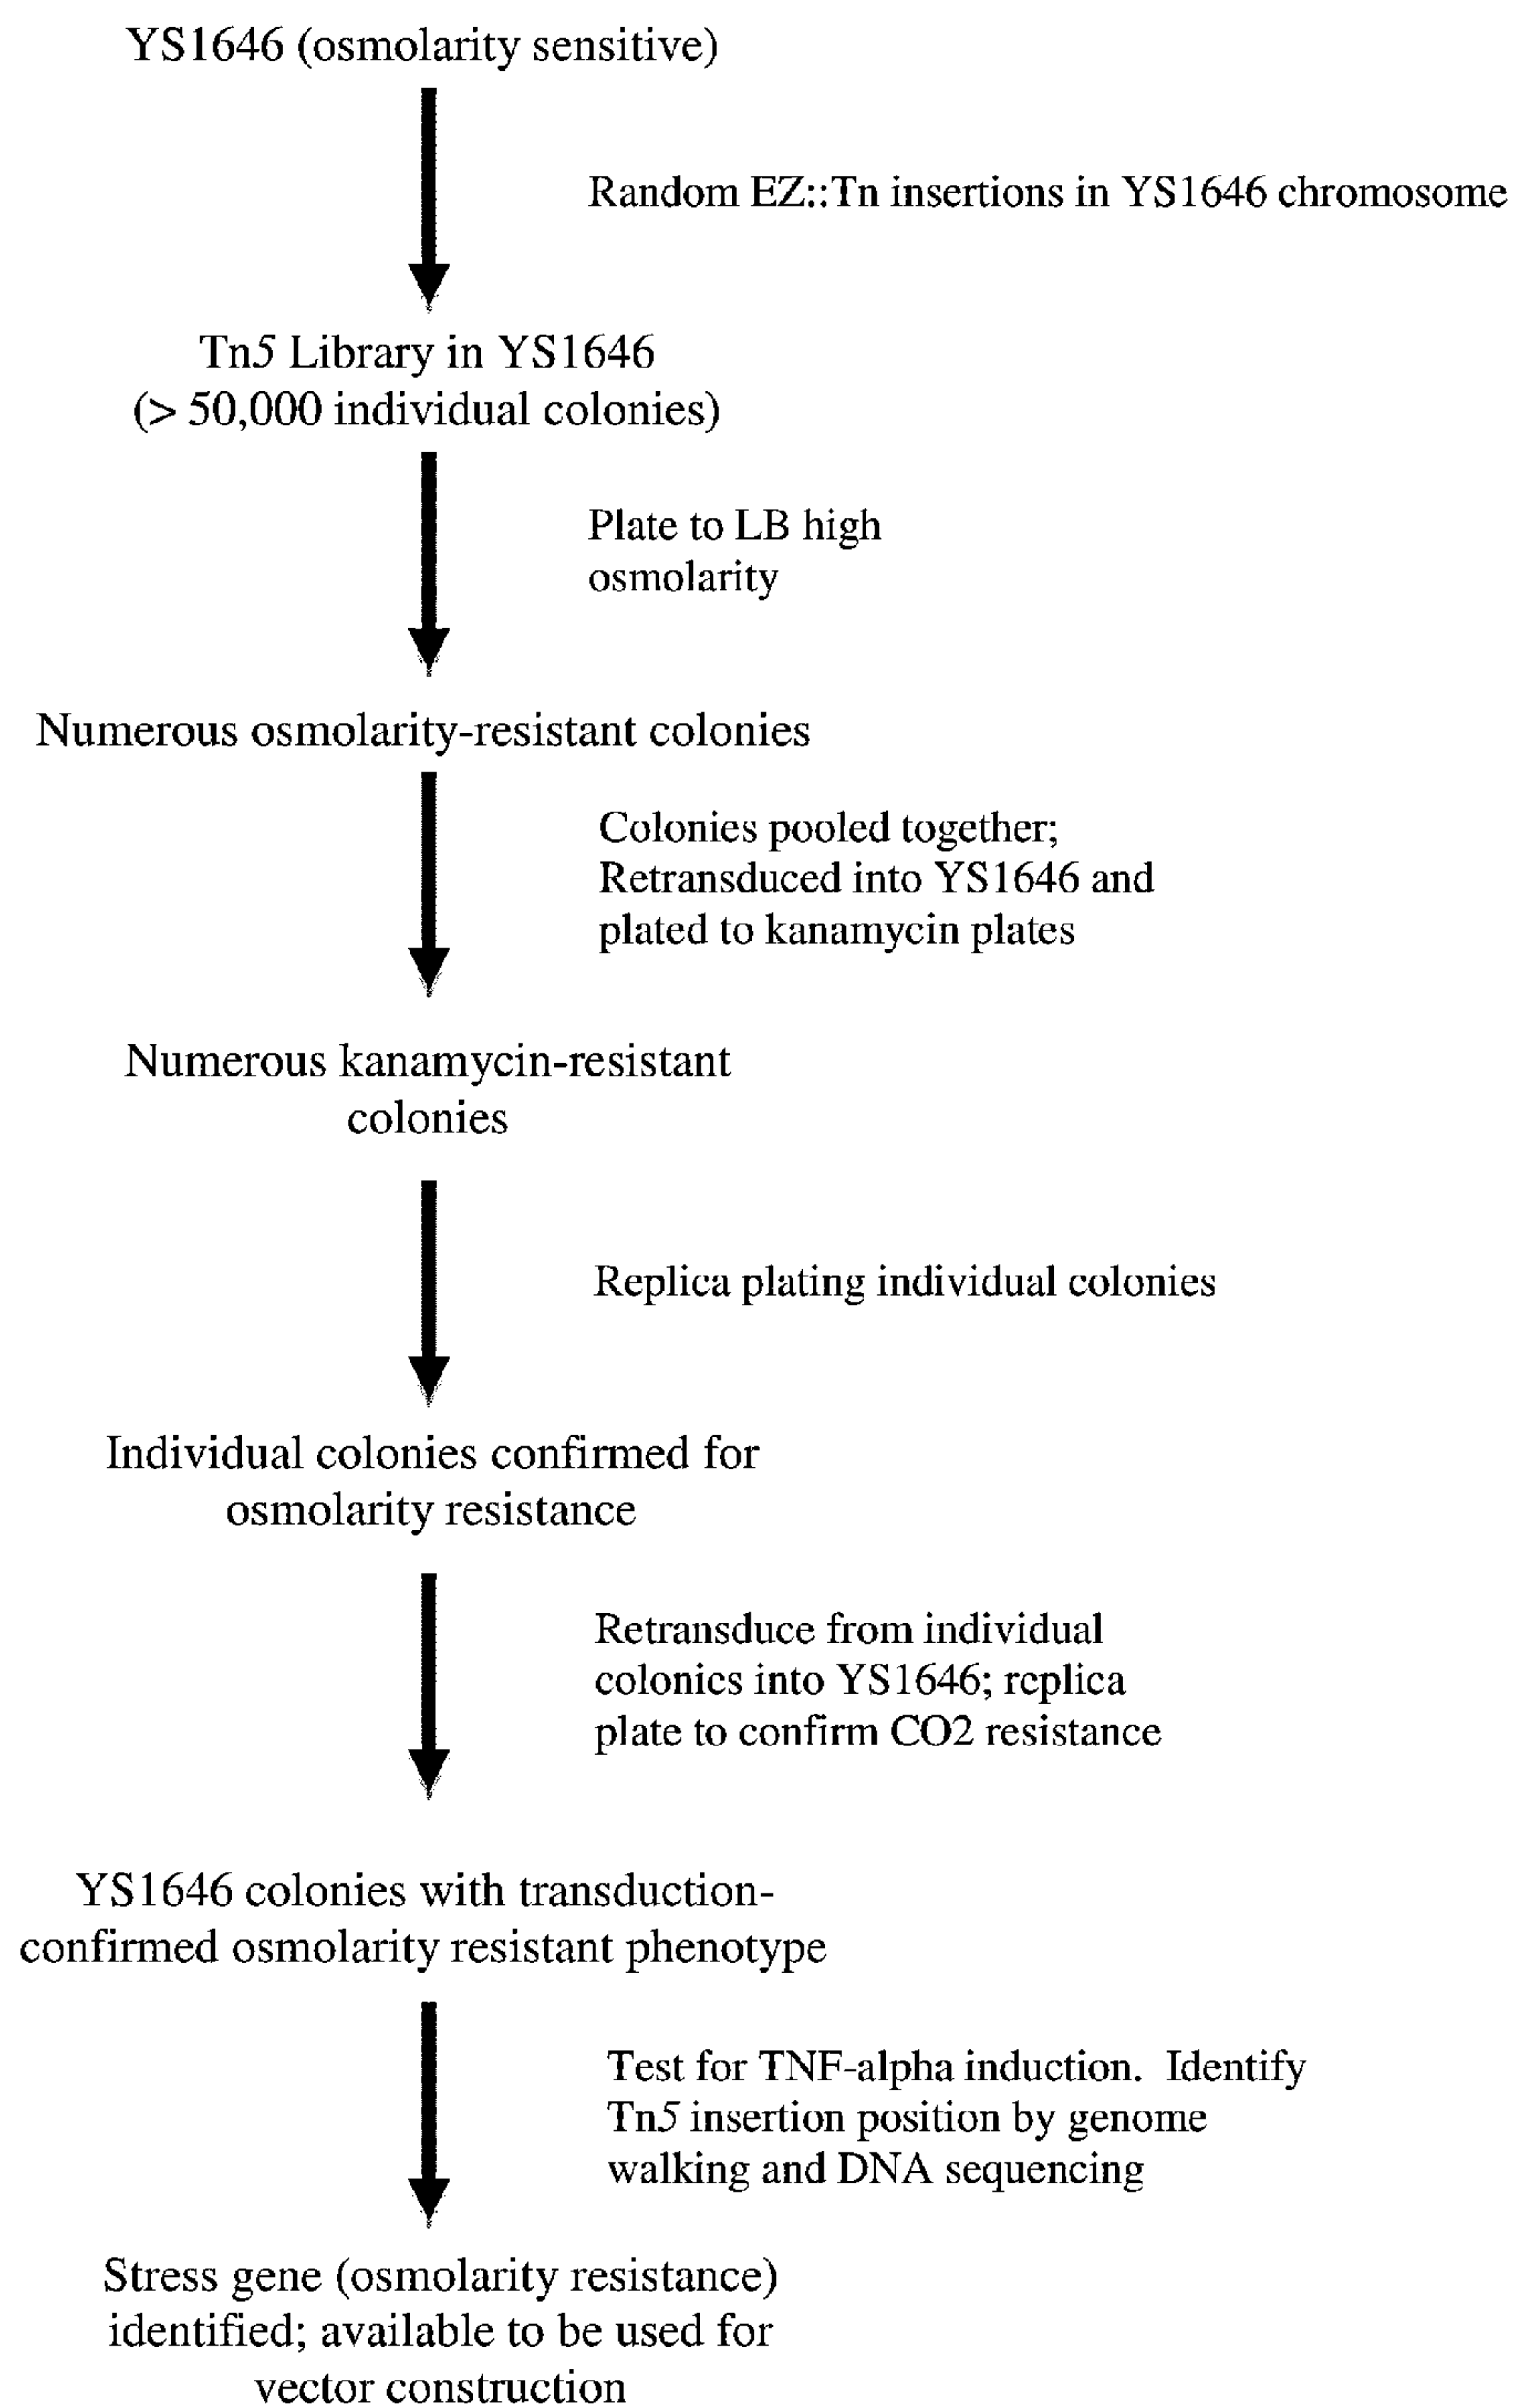 YS1646 (osmolarity sensitive)
Random EZ::Tn insertions in YS1646 chromosome
Tn5 Library in YS1646
(> 50,000 individual colonies)
Plate to LB high
osmolarity
Numerous osmolarity-resistant colonies
Colonies pooled together;
Retransduced into YS1646 and
plated to kanamycin plates
Numerous kanamycin-resistant
colonies
Replica plating individual colonies
Individual colonies confirmed for
osmolarity resistance
Retransduce from individual
colonies into YS1646; replica
plate to confirm CO2 resistance
YS1646 colonies with transduction-
confirmed osmolarity resistant phenotype
Test for TNF-alpha induction.  Identify
Tn5 insertion position by genome
walking and DNA sequencing
Stress gene (osmolarity resistance)
identified; available to be used for
vector construction